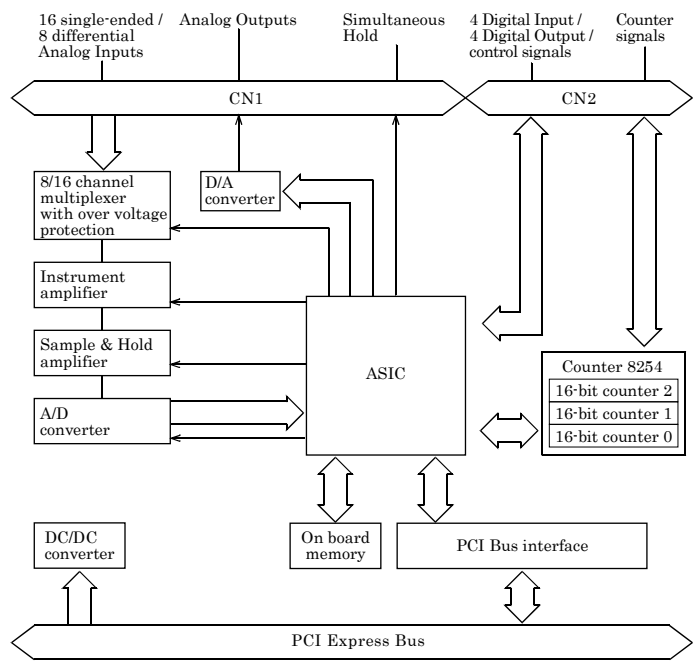 16 single-ended /
8 differential
Analog Inputs
Analog Outputs
Simultaneous
Hold
4 Digital Input /
4 Digital Output /
control signals
Counter
signals
CN1
CN2
8/16 channel
multiplexer
with over voltage
protection
D/A
converter
Instrument
amplifier
Sample & Hold
amplifier
A/D
converter
ASIC
Counter 8254
16-bit counter 2
16-bit counter 1
16-bit counter 0
DC/DC
converter
On board
memory
PCI Bus interface
PCI Express Bus